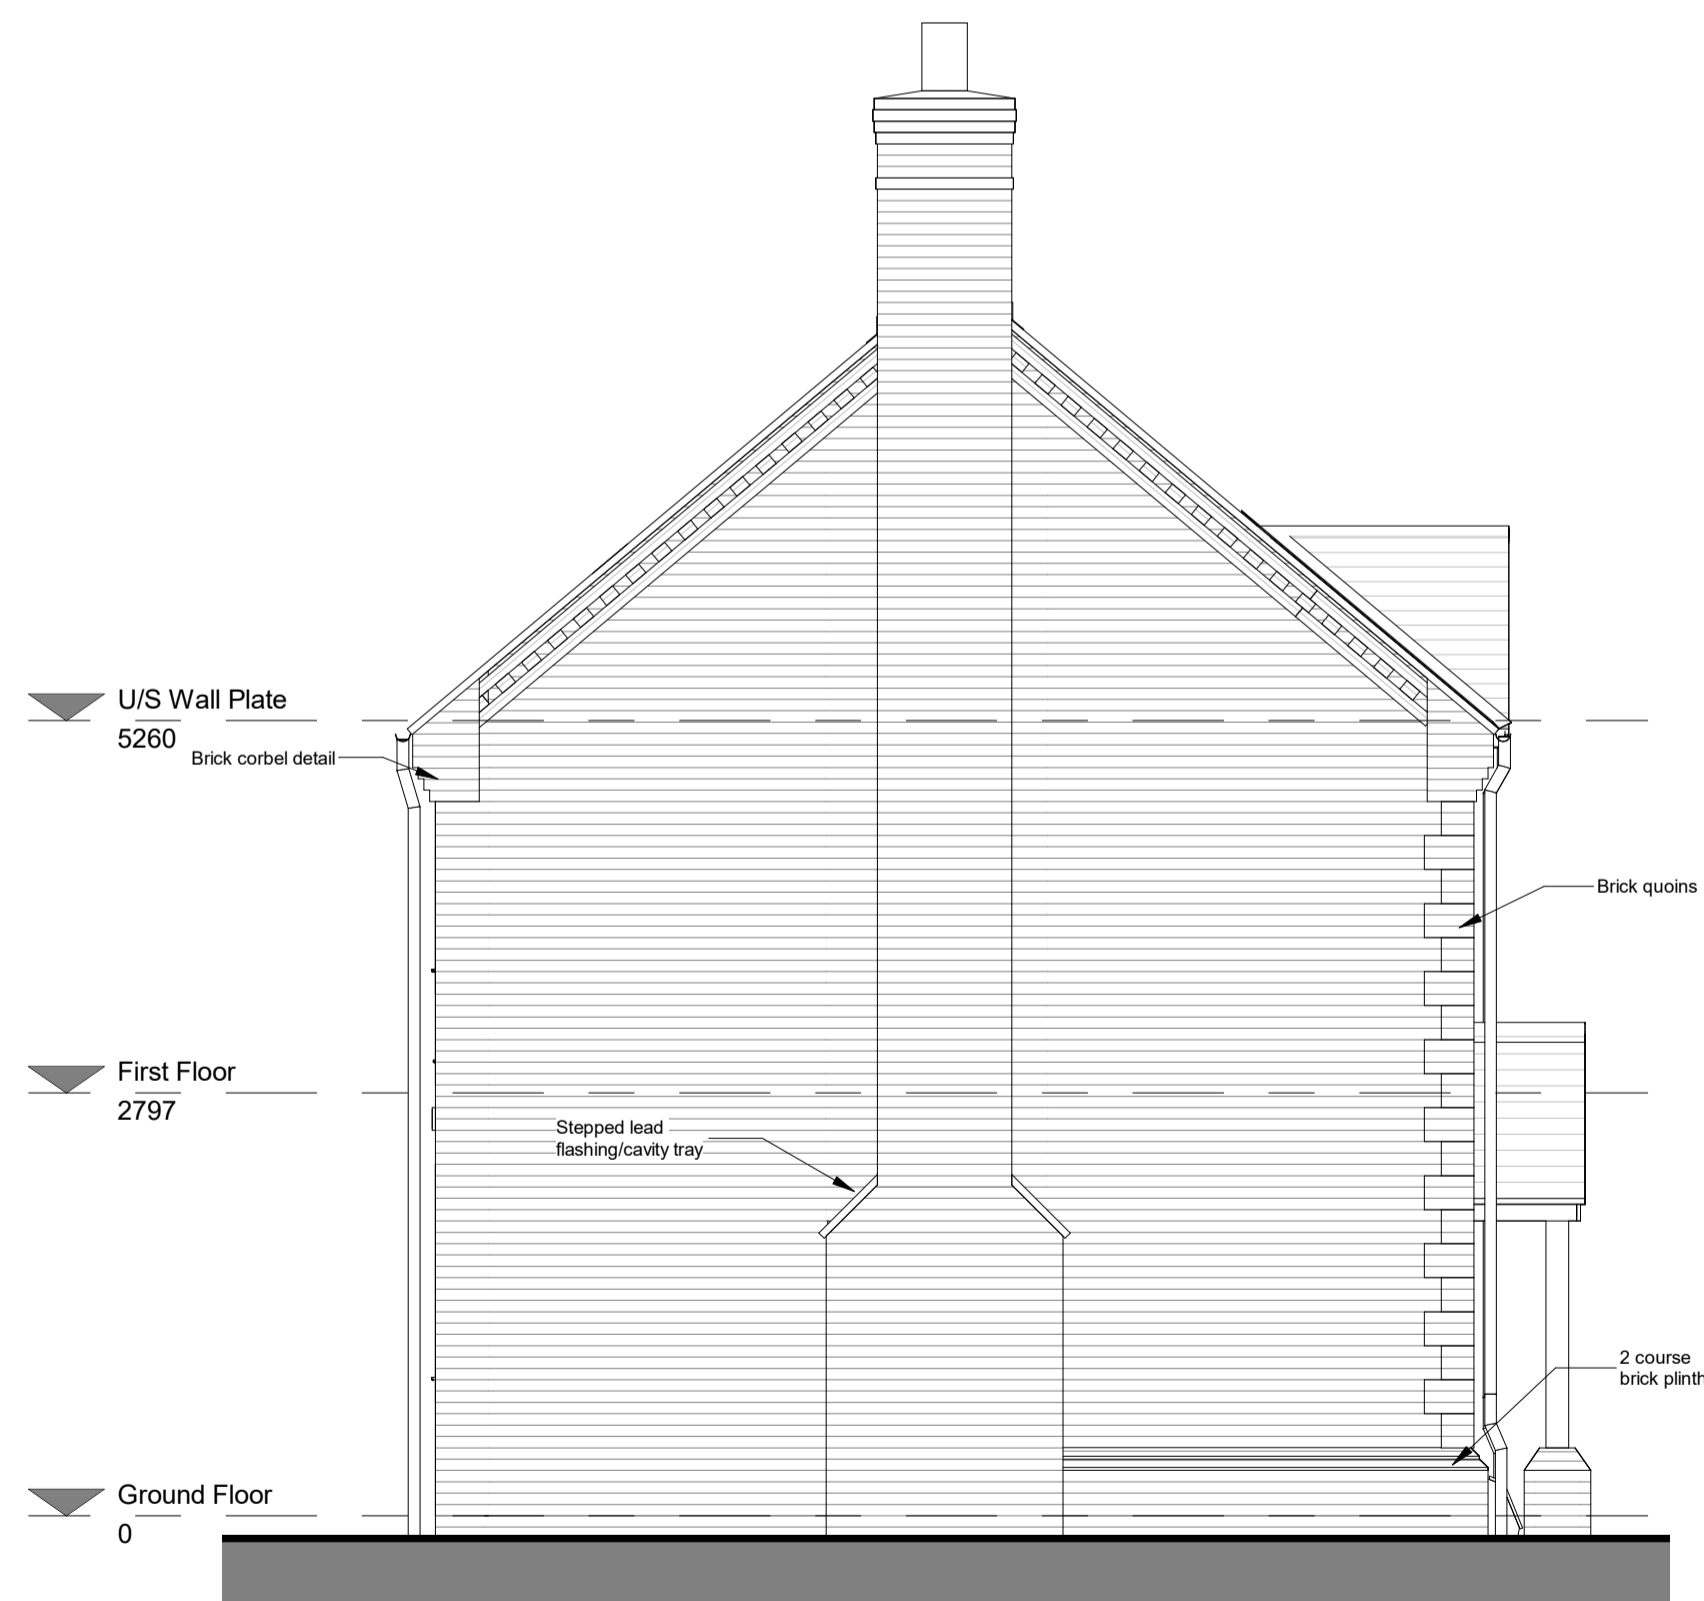 U/S Wall Plate
5260
Brick corbel detail
Brick quoins
First Floor
2797
Stepped lead
flashing/cavity tray
2 course
brick plinth
Ground Floor
0